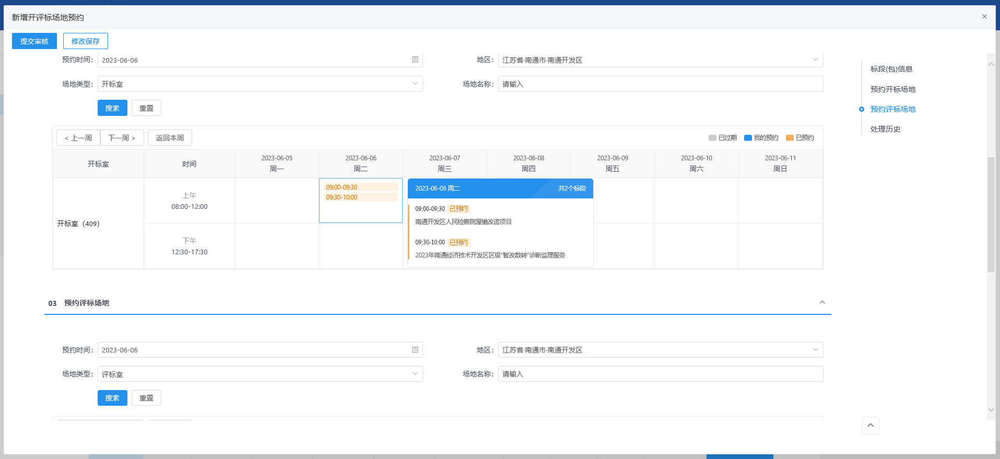 新增开评标场地预约
提交审核 修改保存
预约时间： 2023-06-06 地区： 江苏省·南通市·南通开发区
场地类型： 开标室 场地名称： 请输入
搜索 重置
标段(包)信息
预约开标场地
预约评标场地
处理历史
< 上一周 下一周 > 返回本周 已过期 我的预约 已预约
开标室 时间 2023-06-05 周一 2023-06-06 周二 2023-06-07 周三 2023-06-08 周四 2023-06-09 周五 2023-06-10 周六 2023-06-11 周日
开标室（409）
上午
08:00-12:00
09:00-09:30
09:30-10:00
下午
12:30-17:30
2023-06-06 周二 共2个标段
09:00-09:30 已预约
南通开发区人民检察院屋檐改造项目
09:30-10:00 已预约
2023年南通经济技术开发区区级“智改数转”诊断监理服务
03 预约评标场地
预约时间： 2023-06-06 地区： 江苏省·南通市·南通开发区
场地类型： 评标室 场地名称： 请输入
搜索 重置